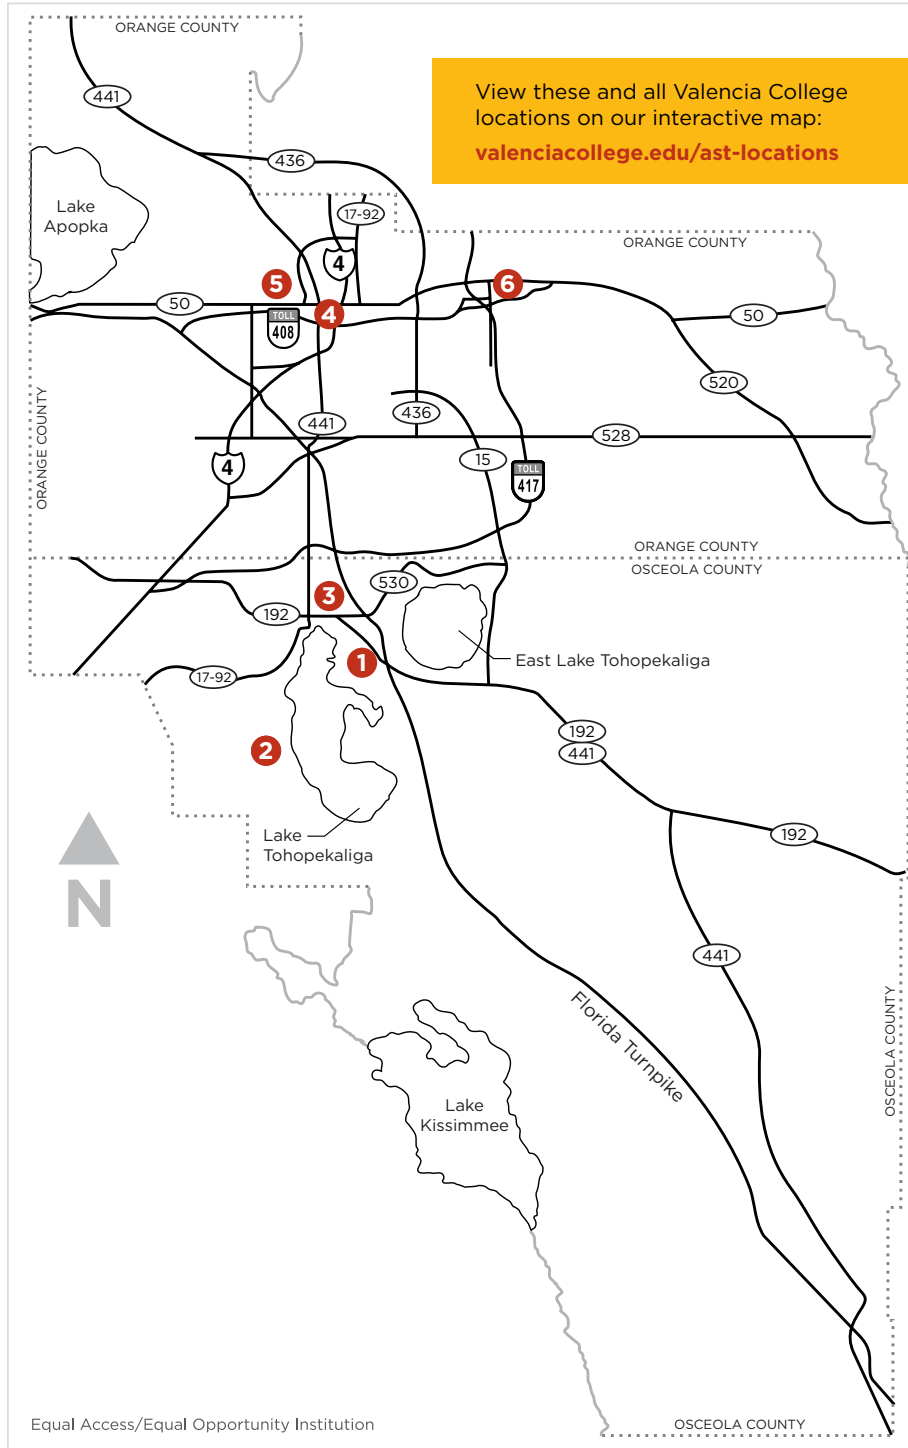 ORANGE COUNTY
441
View these and all Valencia College
locations on our interactive map:
valenciacollege.edu/ast-locations
436
Lake
Apopka
17-92
ORANGE COUNTY
4
5
6
50
4
50
TOLL
408
520
ORANGE COUNTY
436
441
528
15
4
TOLL
417
ORANGE COUNTY
OSCEOLA COUNTY
530
3
192
1
East Lake Tohopekaliga
17-92
192
441
2
Lake
Tohopekaliga
192
N
441
Florida Turnpike
OSCEOLA COUNTY
Lake
Kissimmee
Equal Access/Equal Opportunity Institution
OSCEOLA COUNTY